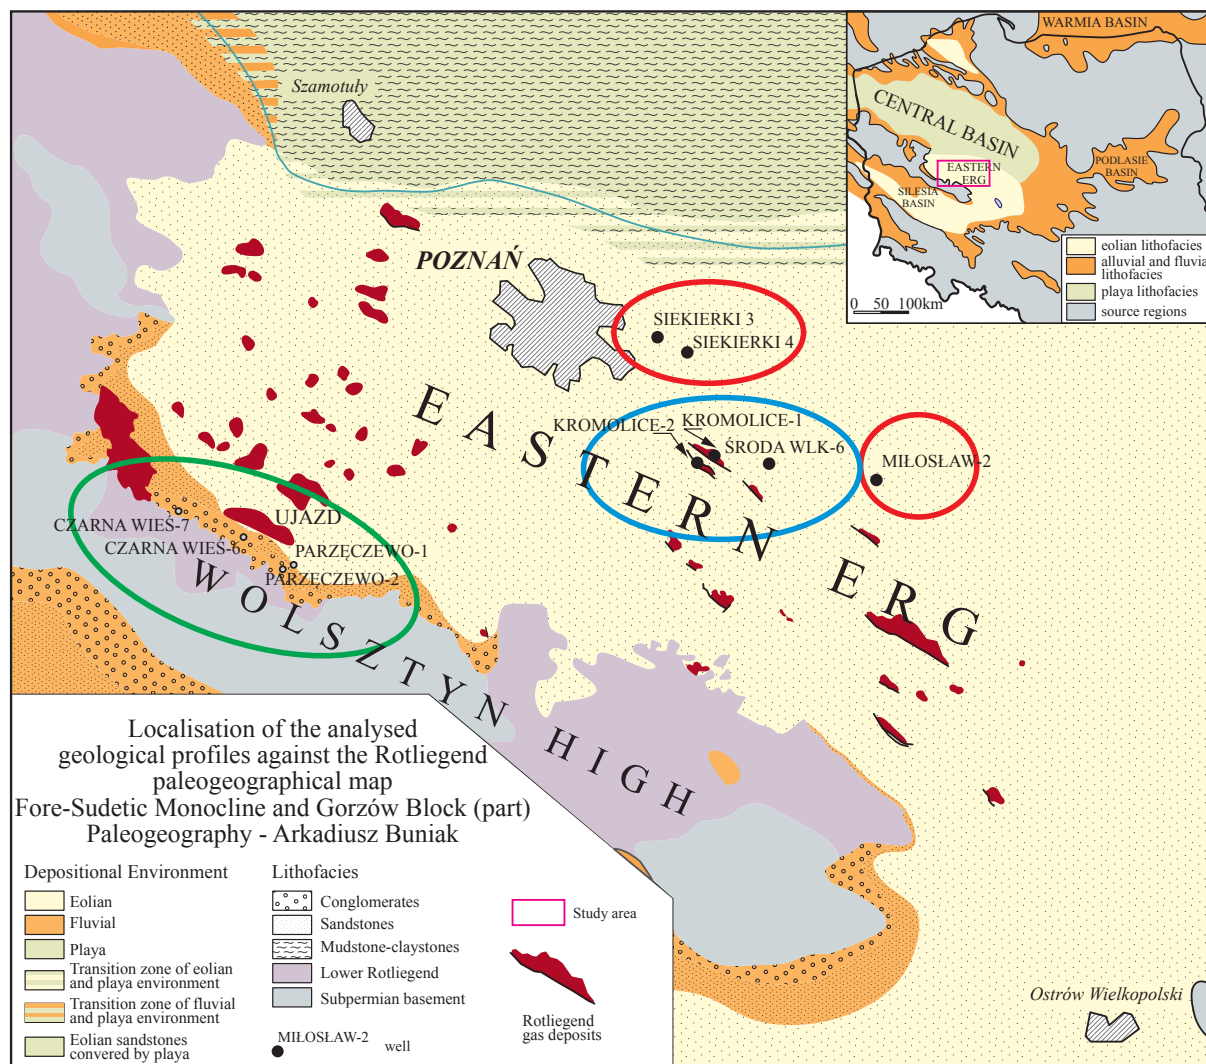 Szamotuły
POZNAŃ
SIEKIERKI 3
SIEKIERKI 4
KROMOLICE-1
KROMOLICE-2
ŚRODA WLK-6
MIŁOSŁAW-2
EASTERN ERG
UJAZD
CZARNA WIEŚ-7
CZARNA WIEŚ-6
PARZĘCZEWO-1
PARZĘCZEWO-2
WOLSZTYN HIGH
Ostrów Wielkopolski
WARMIA BASIN
CENTRAL BASIN
PODLASIE
BASIN
EASTERN
ERG
SILESIA
BASIN
0 50 100km
eolian lithofacies
alluvial and fluvial
lithofacies
playa lithofacies
source regions
Localisation of the analysed
geological profiles against the Rotliegend
paleogeographical map
Fore-Sudetic Monocline and Gorzów Block (part)
Paleogeography - Arkadiusz Buniak
Depositional Environment
Eolian
Fluvial
Playa
Transition zone of eolian
and playa environment
Transition zone of fluvial
and playa environment
Eolian sandstones
convered by playa
Lithofacies
Conglomerates
Sandstones
Mudstone-claystones
Lower Rotliegend
Subpermian basement
MIŁOSŁAW-2 well
Study area
Rotliegend
gas deposits